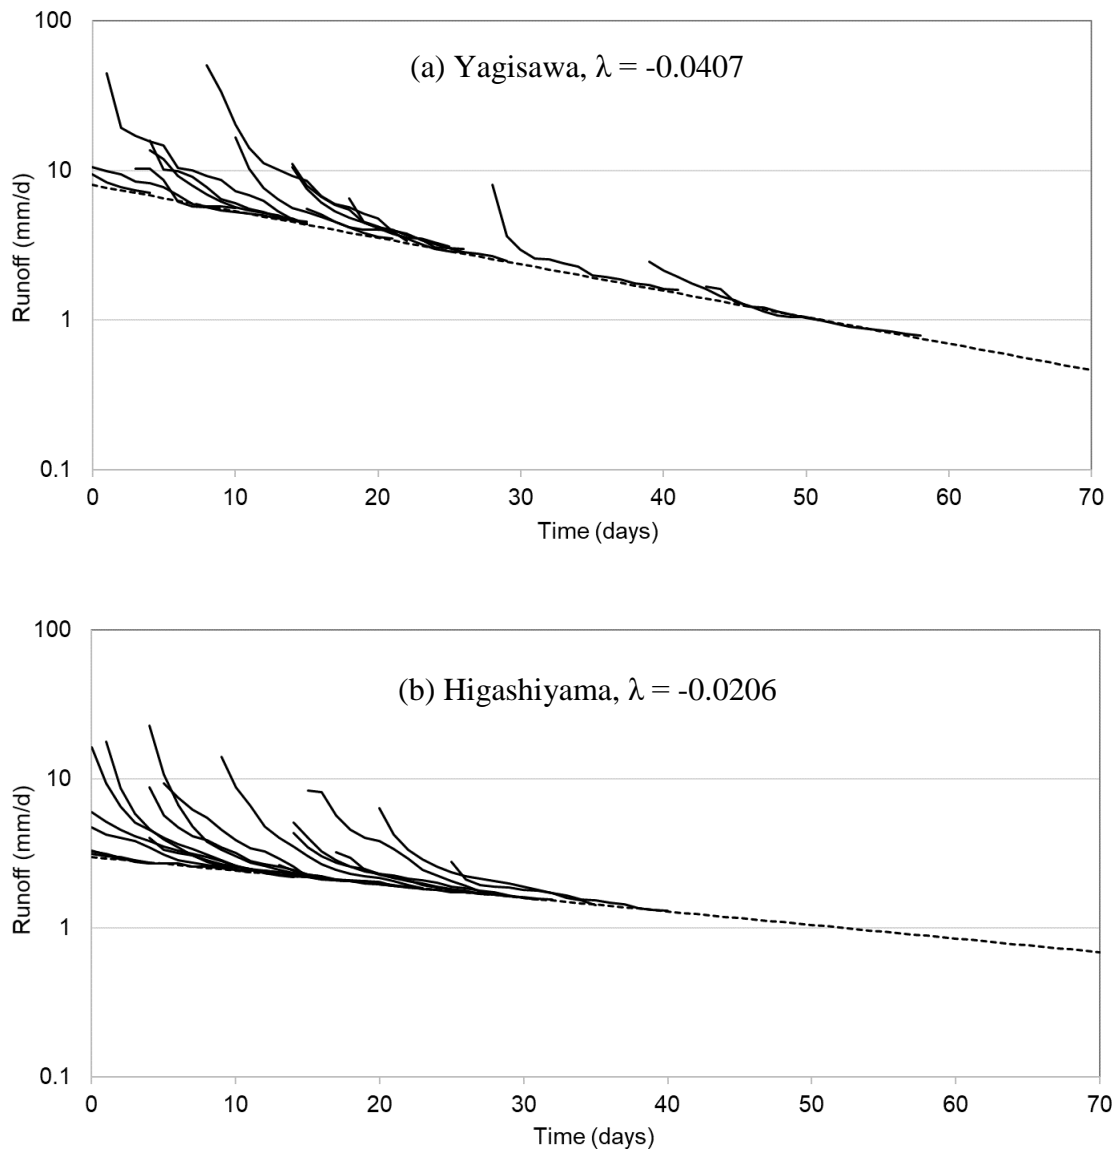 100
(a) Yagisawa, λ = -0.0407
10
Runoff (mm/d)
1
0.1
0 10 20 30 40 50 60 70
Time (days)
100
(b) Higashiyama, λ = -0.0206
10
Runoff (mm/d)
1
0.1
0 10 20 30 40 50 60 70
Time (days)